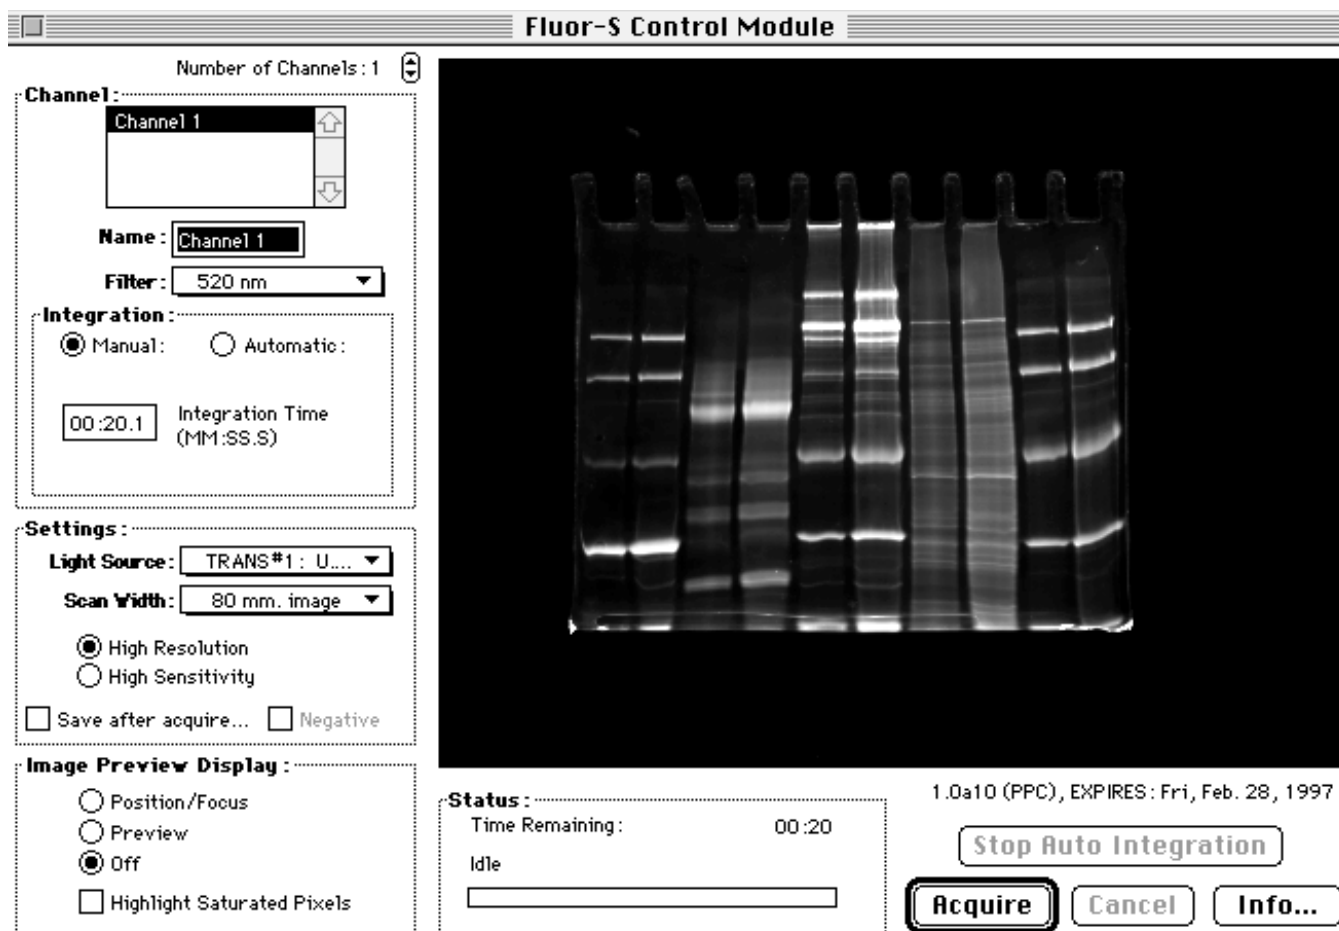 Fluor-S Control Module
Number of Channels: 1
Channel:
Channel 1
Name: Channel 1
Filter: 520 nm
Integration:
Manual: Automatic:
00:20.1 Integration Time
(MM:SS.S)
Settings:
Light Source: TRANS#1: U....
Scan Width: 80 mm. image
High Resolution
High Sensitivity
Save after acquire... Negative
Image Preview Display:
Position/Focus
Preview
Off
Highlight Saturated Pixels
Status:
Time Remaining: 00:20
Idle
1.0a10 (PPC), EXPIRES: Fri, Feb. 28, 1997
Stop Auto Integration
Acquire Cancel Info...